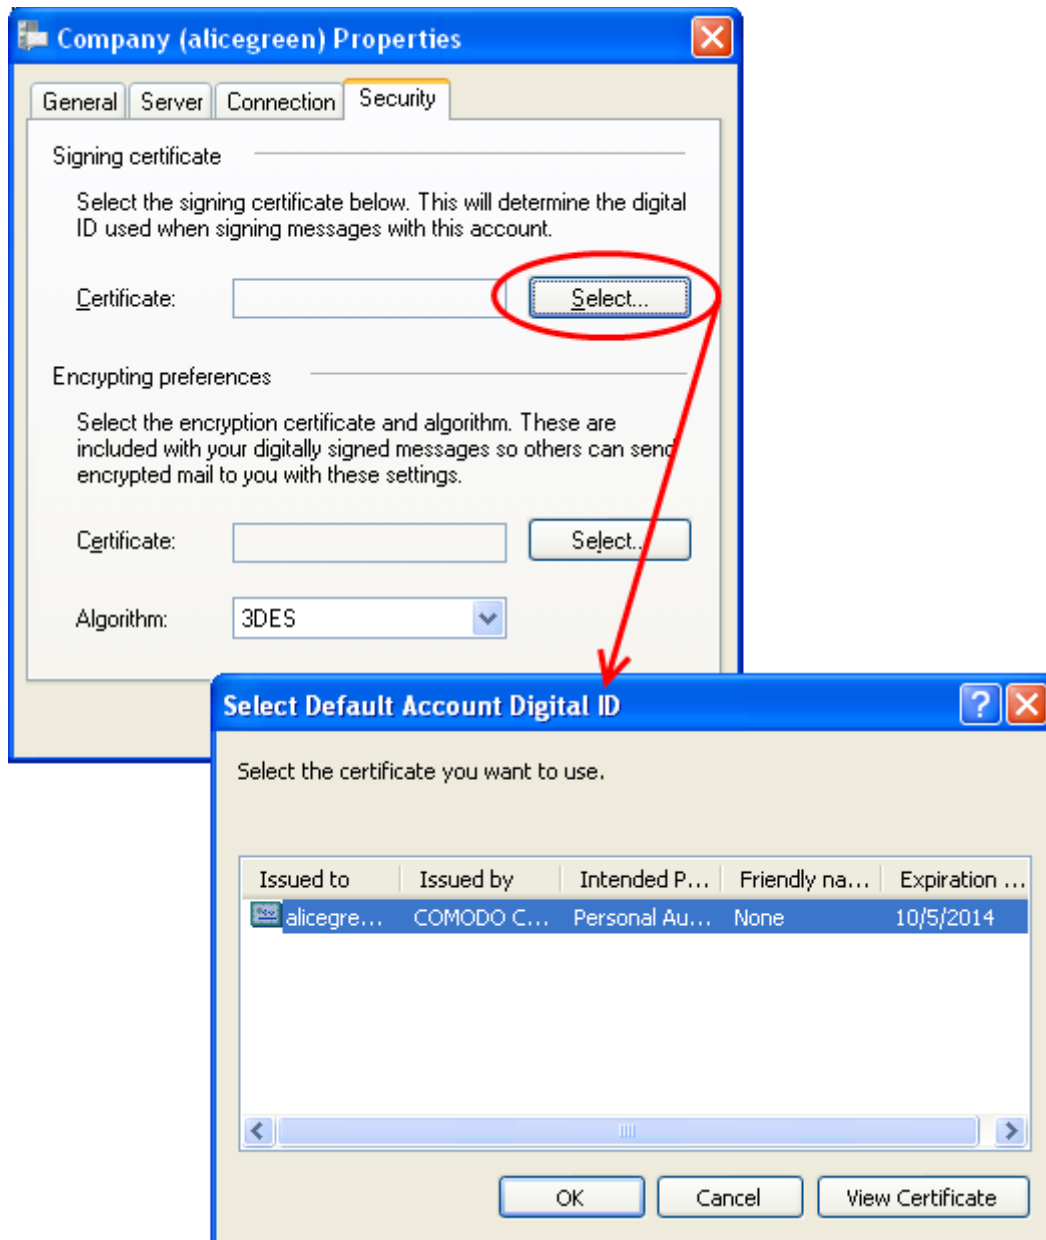 Company (alicegreen) Properties
General Server Connection Security
Signing certificate
Select the signing certificate below. This will determine the digital
ID used when signing messages with this account.
Certificate: Select...
Encrypting preferences
Select the encryption certificate and algorithm. These are
included with your digitally signed messages so others can send
encrypted mail to you with these settings.
Certificate: Select...
Algorithm: 3DES
Select Default Account Digital ID
Select the certificate you want to use.
Issued to Issued by Intended P... Friendly na... Expiration ...
alicegre... COMODO C... Personal Au... None 10/5/2014
OK Cancel View Certificate